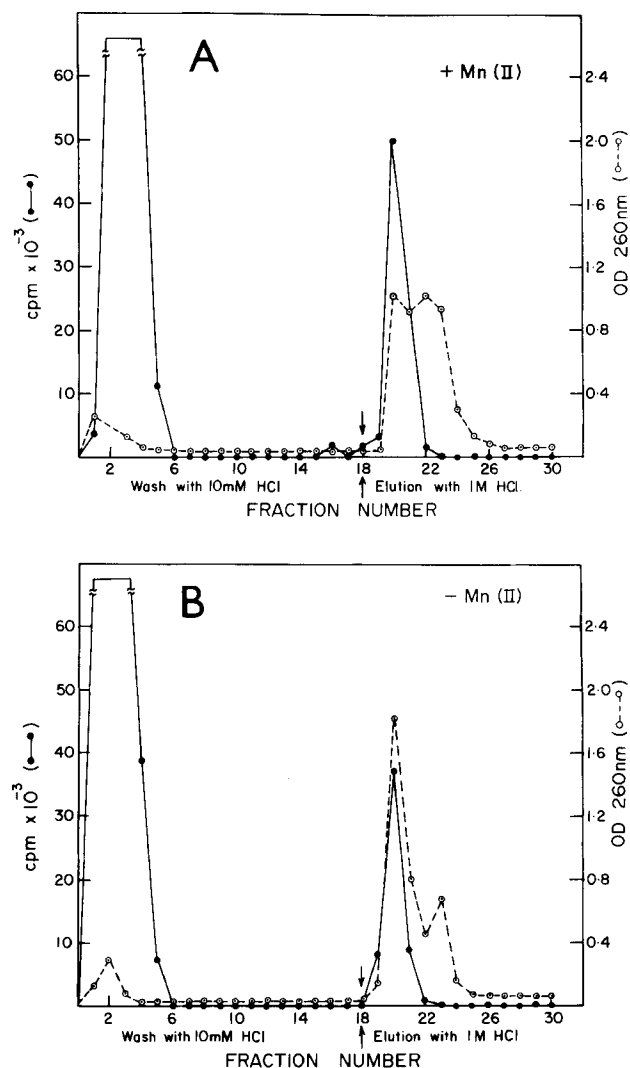 A
+ Mn (II)
60
50
40
30
20
10
cpm x 10⁻³ (●—●)
2.4
2.0
1.6
1.2
0.8
0.4
OD 260nm (○---○)
2 6 10 14 18 22 26 30
Wash with 10mM HCl Elution with 1M HCl.
FRACTION NUMBER
B
− Mn (II)
60
50
40
30
20
10
cpm x 10⁻³ (●—●)
2.4
2.0
1.6
1.2
0.8
0.4
OD 260nm (○---○)
2 6 10 14 18 22 26 30
Wash with 10mM HCl Elution with 1M HCl
FRACTION NUMBER